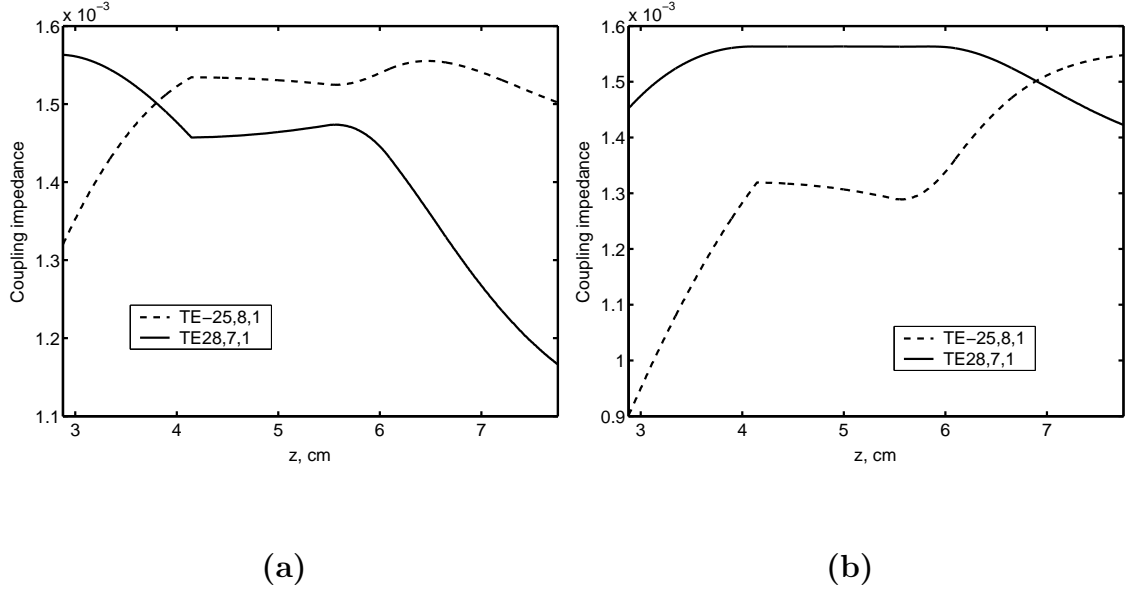 x 10⁻³
1.6
1.5
1.4
1.3
1.2
1.1
Coupling impedance
TE−25,8,1
TE28,7,1
3 4 5 6 7
z, cm
(a)
x 10⁻³
1.6
1.5
1.4
1.3
1.2
1.1
1
0.9
Coupling impedance
TE−25,8,1
TE28,7,1
3 4 5 6 7
z, cm
(b)